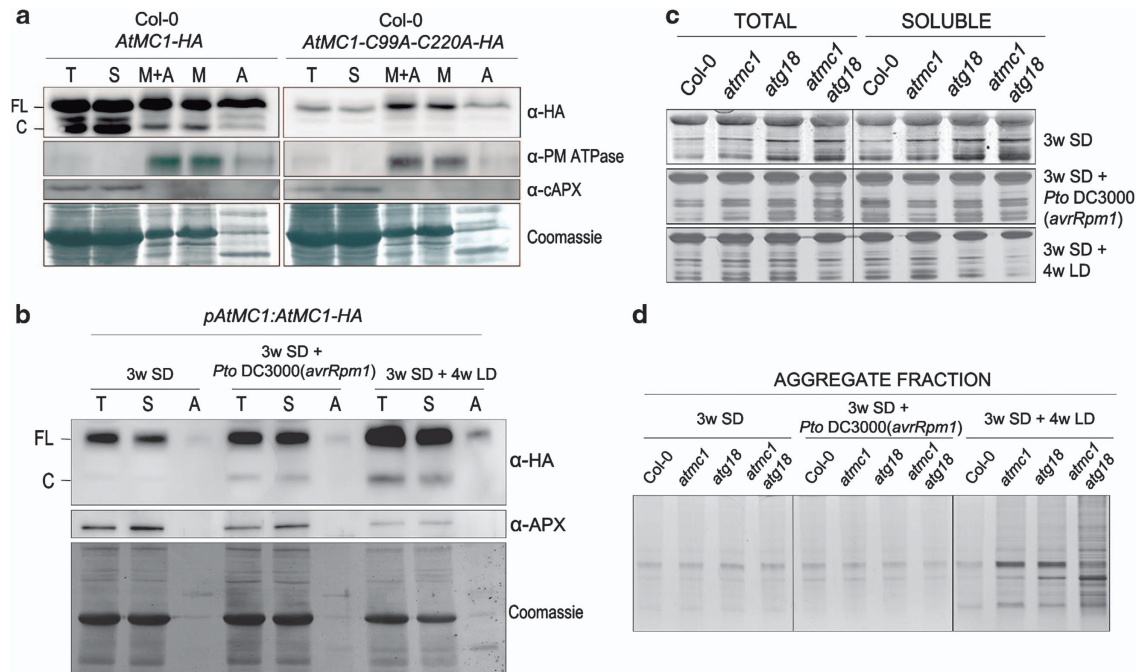 a
Col-0
AtMC1-HA
Col-0
AtMC1-C99A-C220A-HA
T S M+A M A
T S M+A M A
FL
C
α-HA
α-PM ATPase
α-cAPX
Coomassie
b
pAtMC1:AtMC1-HA
3w SD
3w SD +
Pto DC3000(avrRpm1)
3w SD + 4w LD
T S A T S A T S A
FL
C
α-HA
α-APX
Coomassie
c
TOTAL SOLUBLE
Col-0 atmc1 atg18 atmc1 atg18 Col-0 atmc1 atg18 atmc1 atg18
3w SD
3w SD +
Pto DC3000
(avrRpm1)
3w SD +
4w LD
d
AGGREGATE FRACTION
3w SD
3w SD +
Pto DC3000(avrRpm1)
3w SD + 4w LD
Col-0 atmc1 atg18 atmc1 atg18 Col-0 atmc1 atg18 atmc1 atg18 Col-0 atmc1 atg18 atmc1 atg18